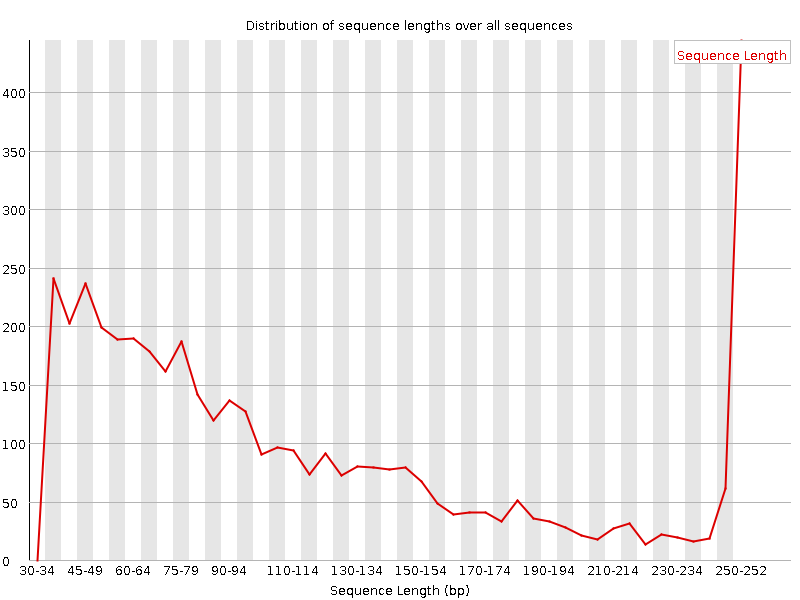 Distribution of sequence lengths over all sequences
Sequence Length
400
350
300
250
200
150
100
50
0
30-34 45-49 60-64 75-79 90-94 110-114 130-134 150-154 170-174 190-194 210-214 230-234 250-252
Sequence Length (bp)